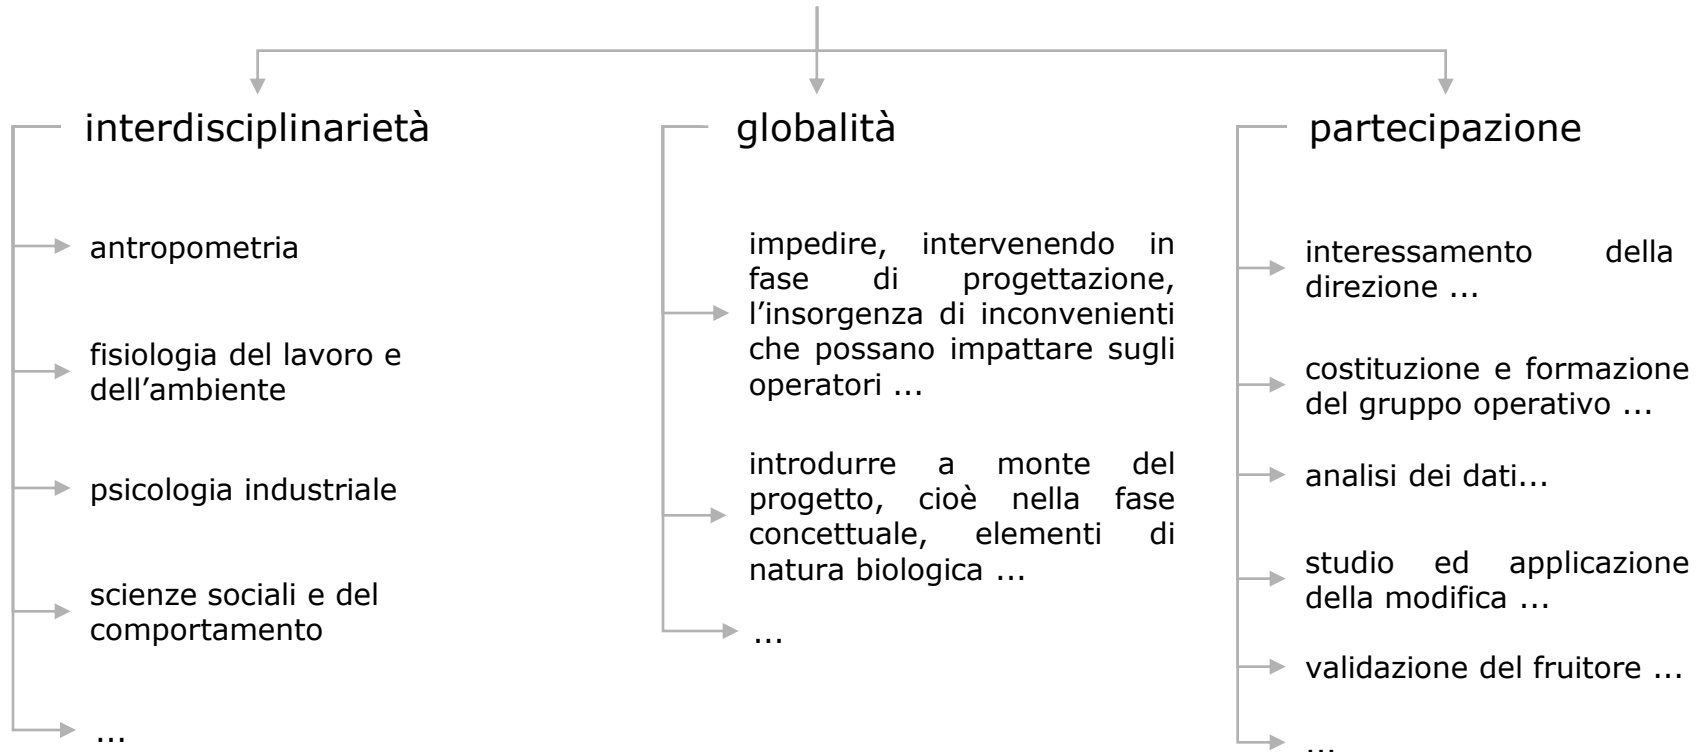 interdisciplinarietà
antropometria
fisiologia del lavoro e
dell’ambiente
psicologia industriale
scienze sociali e del
comportamento
…
globalità
impedire, intervenendo in
fase di progettazione,
l’insorgenza di inconvenienti
che possano impattare sugli
operatori …
introdurre a monte del
progetto, cioè nella fase
concettuale, elementi di
natura biologica …
…
partecipazione
interessamento della
direzione …
costituzione e formazione
del gruppo operativo …
analisi dei dati…
studio ed applicazione
della modifica …
validazione del fruitore …
…